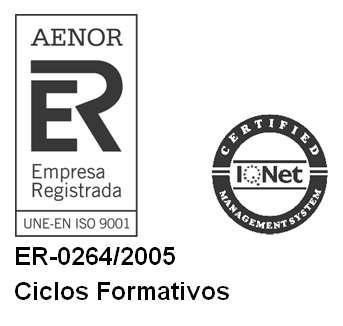 AENOR
ER
Empresa
Registrada
UNE-EN ISO 9001
CERTIFIED
IQNet
MANAGEMENT SYSTEM
ER-0264/2005
Ciclos Formativos